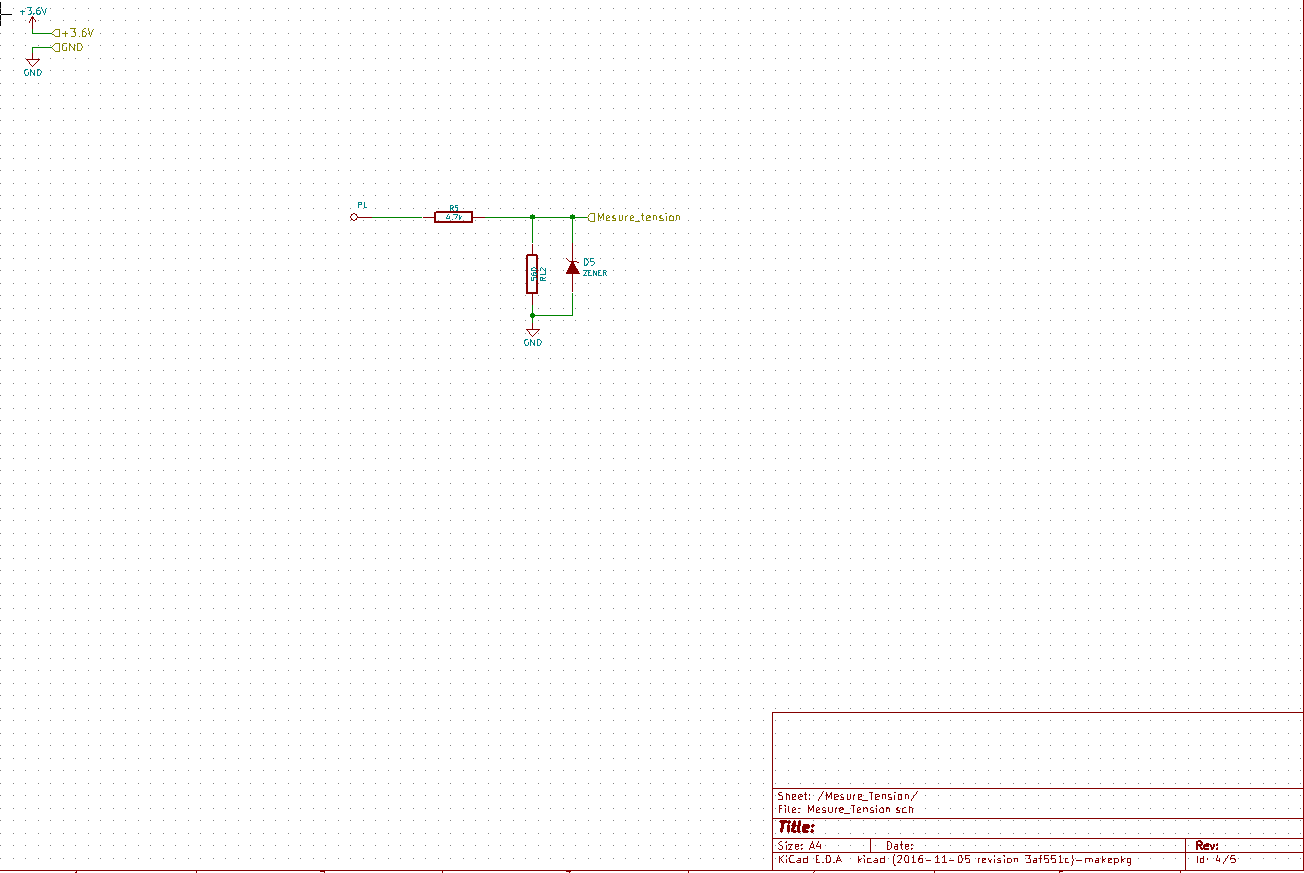 +3.6V
+3.6V
GND
GND
P1
R5
4.7k
Mesure_tension
560
RL2
D5
ZENER
GND
Sheet: /Mesure_Tension/
File: Mesure_Tension.sch
Title:
Size: A4 Date: Rev:
KiCad E.D.A. kicad (2016-11-05 revision 3af551c)-makepkg Id: 4/5